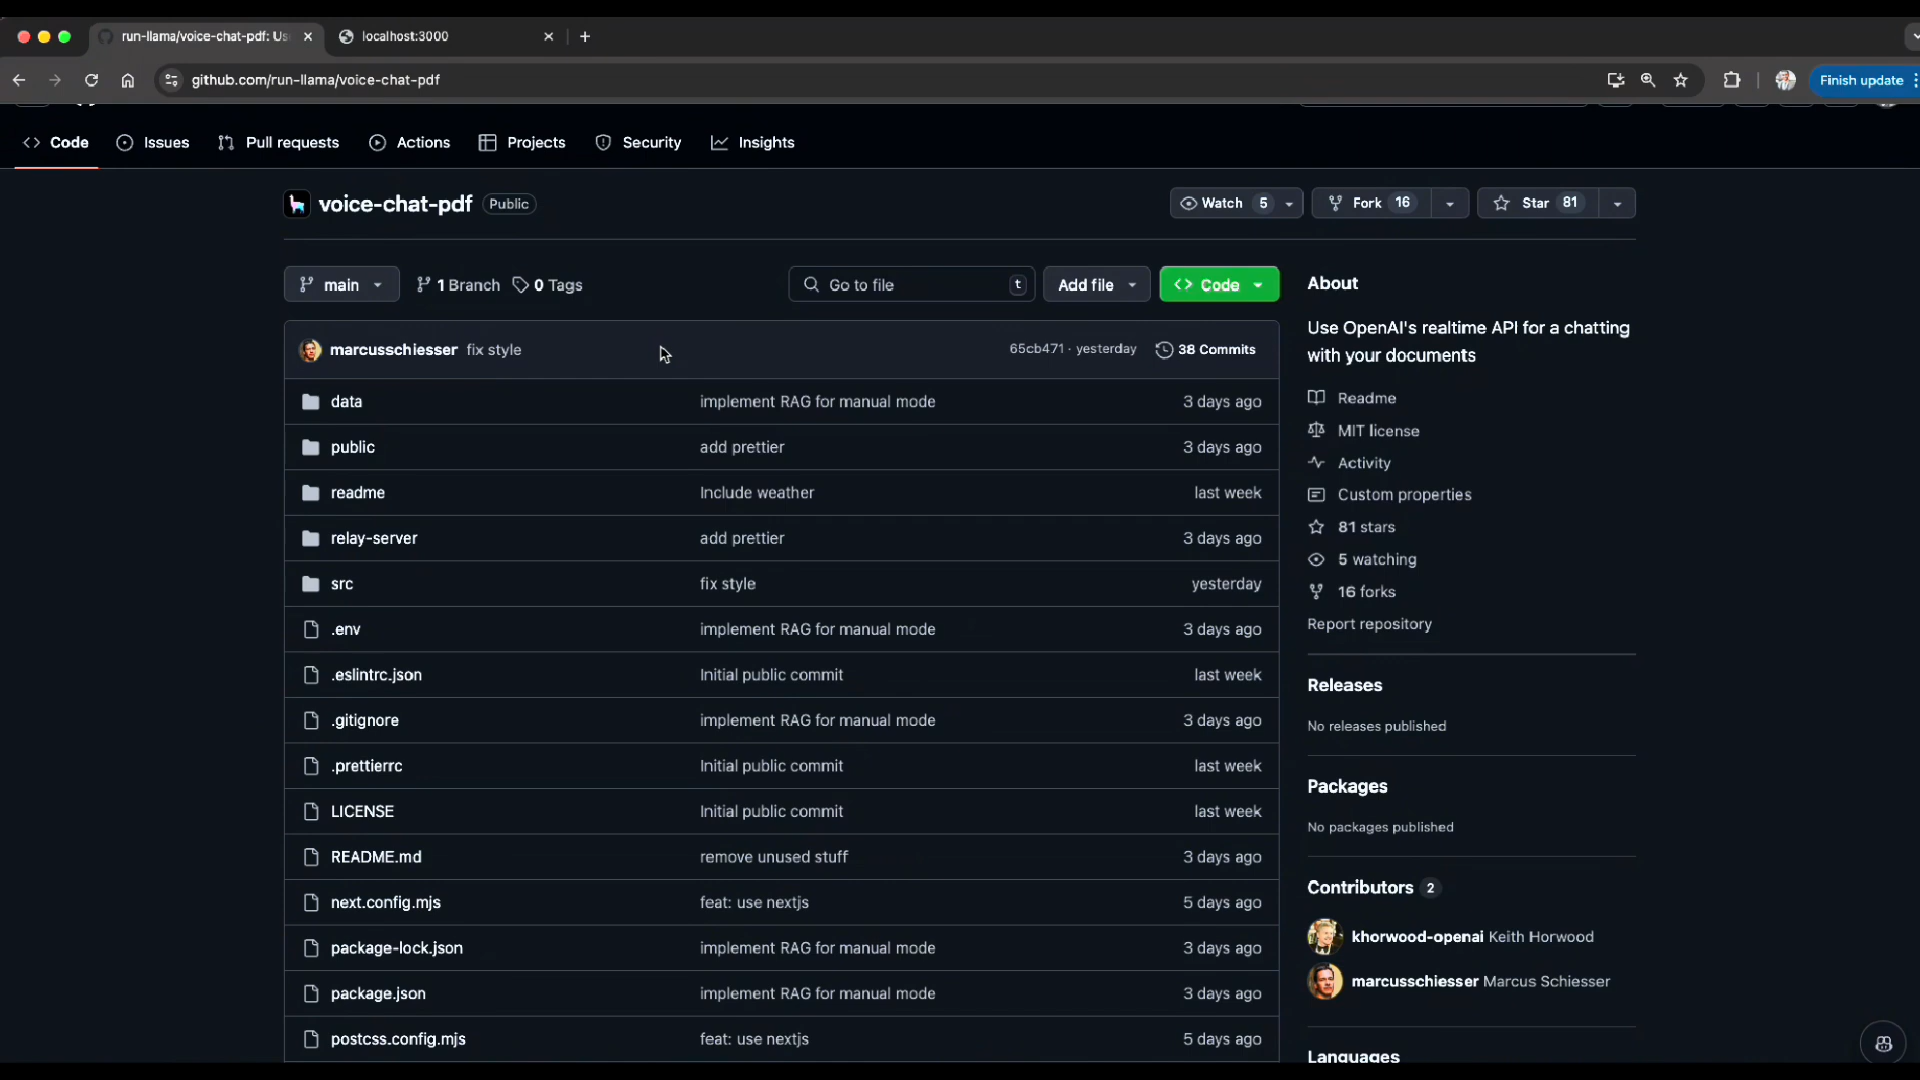 run-llama/voice-chat-pdf: Us
localhost:3000
github.com/run-llama/voice-chat-pdf
Finish update
Code
Issues
Pull requests
Actions
Projects
Security
Insights
voice-chat-pdf
Public
Watch 5
Fork 16
Star 81
main
1 Branch
0 Tags
Go to file
t
Add file
Code
marcusschiesser fix style
65cb471 · yesterday
38 Commits
data implement RAG for manual mode 3 days ago
public add prettier 3 days ago
readme Include weather last week
relay-server add prettier 3 days ago
src fix style yesterday
.env implement RAG for manual mode 3 days ago
.eslintrc.json Initial public commit last week
.gitignore implement RAG for manual mode 3 days ago
.prettierrc Initial public commit last week
LICENSE Initial public commit last week
README.md remove unused stuff 3 days ago
next.config.mjs feat: use nextjs 5 days ago
package-lock.json implement RAG for manual mode 3 days ago
package.json implement RAG for manual mode 3 days ago
postcss.config.mjs feat: use nextjs 5 days ago
About
Use OpenAI's realtime API for a chatting
with your documents
Readme
MIT license
Activity
Custom properties
81 stars
5 watching
16 forks
Report repository
Releases
No releases published
Packages
No packages published
Contributors 2
khorwood-openai Keith Horwood
marcusschiesser Marcus Schiesser
Languages